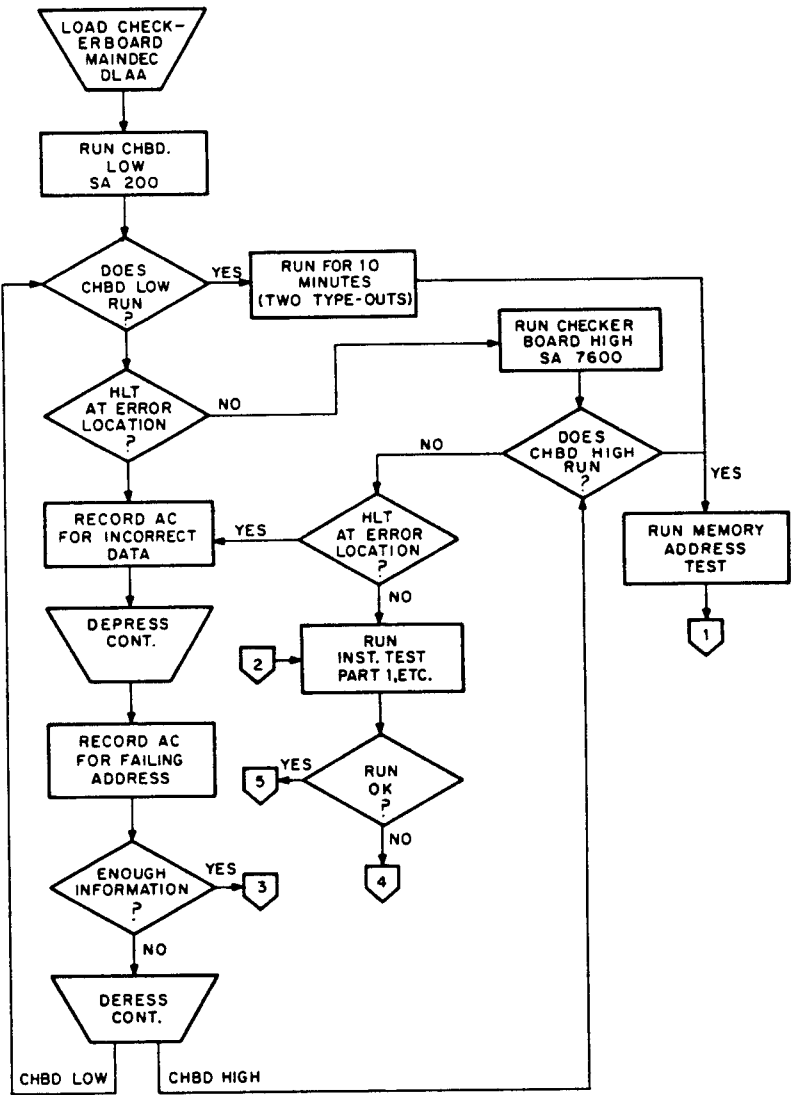 LOAD CHECK-
ERBOARD
MAINDEC
DLAA
RUN CHBD.
LOW
SA 200
DOES
CHBD LOW
RUN
?
YES
RUN FOR 10
MINUTES
(TWO TYPE-OUTS)
RUN CHECKER
BOARD HIGH
SA 7600
HLT
AT ERROR
LOCATION
?
NO
DOES
CHBD HIGH
RUN
?
NO
YES
RECORD AC
FOR INCORRECT
DATA
YES
HLT
AT ERROR
LOCATION
?
NO
RUN MEMORY
ADDRESS
TEST
1
DEPRESS
CONT.
2
RUN
INST. TEST
PART 1, ETC.
RECORD AC
FOR FAILING
ADDRESS
5
YES
RUN
OK
?
NO
4
ENOUGH
INFORMATION
?
YES
3
NO
DERESS
CONT.
CHBD LOW
CHBD HIGH